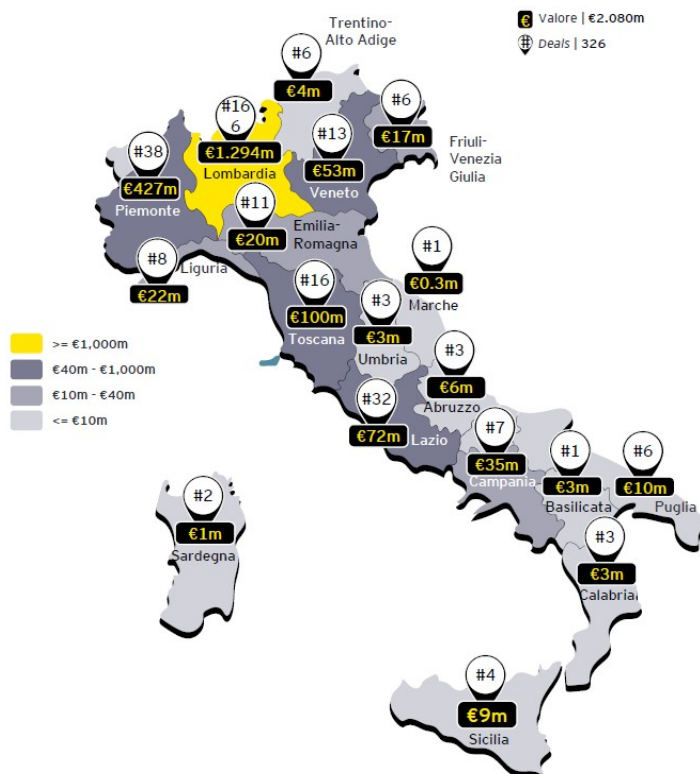 Trentino-
Alto Adige
€ Valore | €2.080m
# Deals | 326
#6
€4m
#16
6
€1.294m
Lombardia
#6
€17m
Friuli-
Venezia
Giulia
#13
€53m
Veneto
#38
€427m
Piemonte
#11
€20m
Emilia-
Romagna
#8
€22m
Liguria
#1
€0.3m
Marche
#16
€100m
Toscana
#3
€3m
Umbria
>= €1,000m
€40m - €1,000m
€10m - €40m
<= €10m
#3
€6m
Abruzzo
#32
€72m
Lazio
#7
€35m
Campania
#1
€3m
Basilicata
#6
€10m
Puglia
#2
€1m
Sardegna
#3
€3m
Calabria
#4
€9m
Sicilia